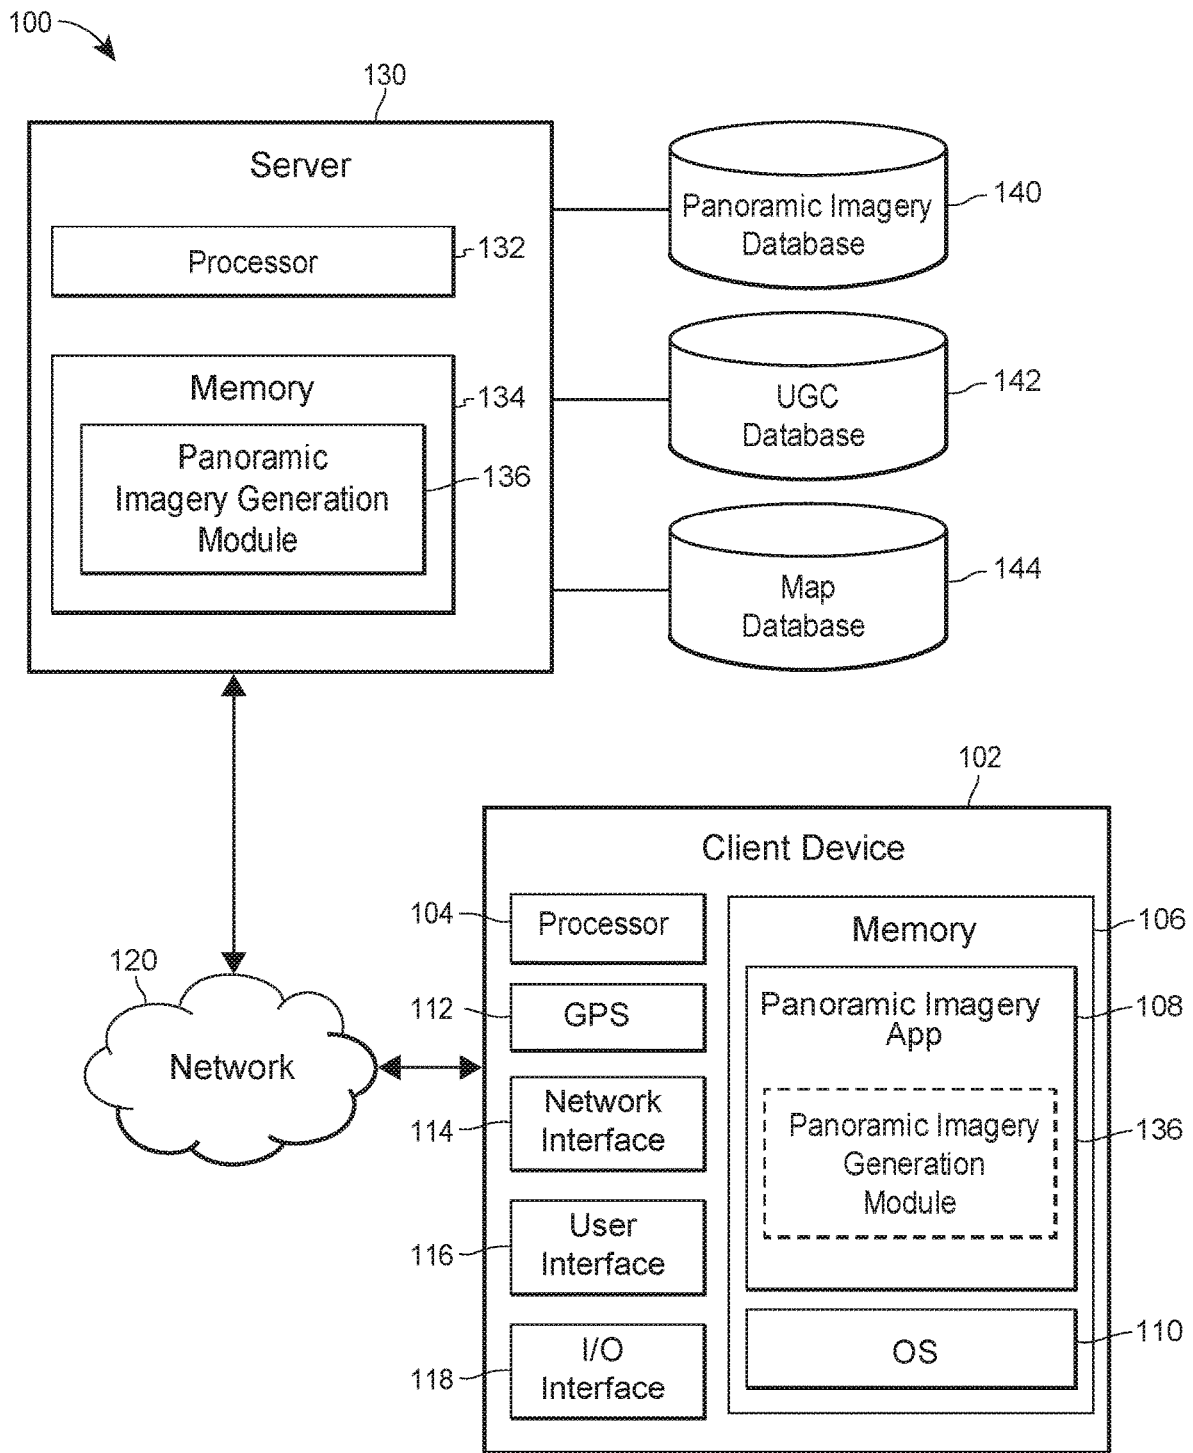 100
130
Server
Processor
132
Memory
134
Panoramic
Imagery Generation
Module
136
Panoramic Imagery
Database
140
UGC
Database
142
Map
Database
144
120
Network
102
Client Device
104
Processor
112
GPS
114
Network
Interface
116
User
Interface
118
I/O
Interface
Memory
106
Panoramic Imagery
App
108
Panoramic Imagery
Generation
Module
136
OS
110